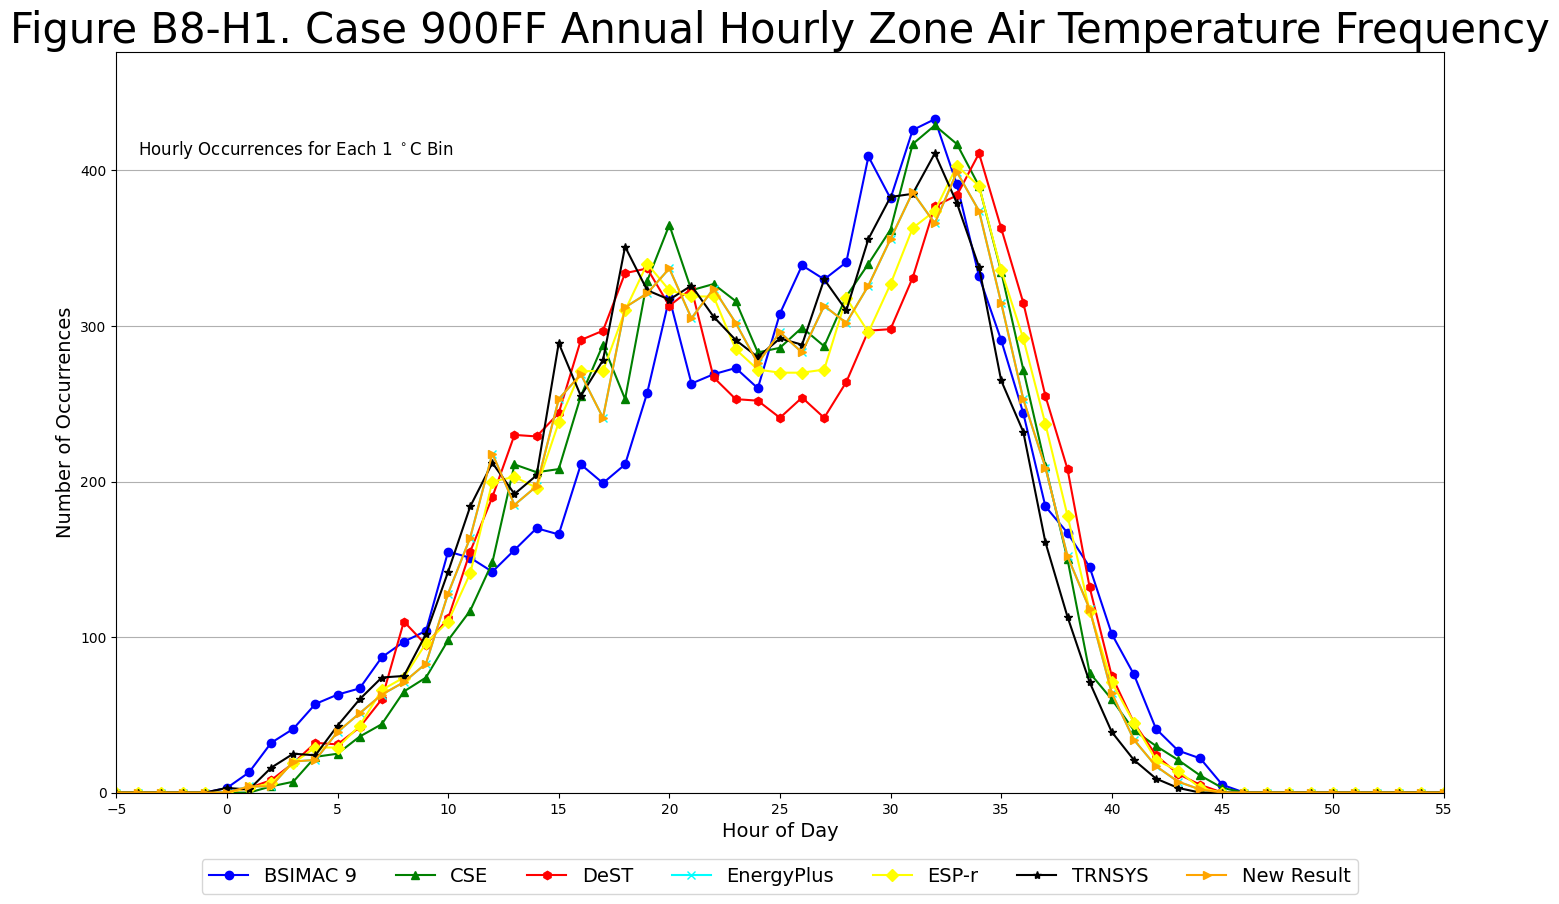 Figure B8-H1. Case 900FF Annual Hourly Zone Air Temperature Frequency
Hourly Occurrences for Each 1 °C Bin
Number of Occurrences
400
300
200
100
0
−5 0 5 10 15 20 25 30 35 40 45 50 55
Hour of Day
BSIMAC 9 CSE DeST EnergyPlus ESP-r TRNSYS New Result